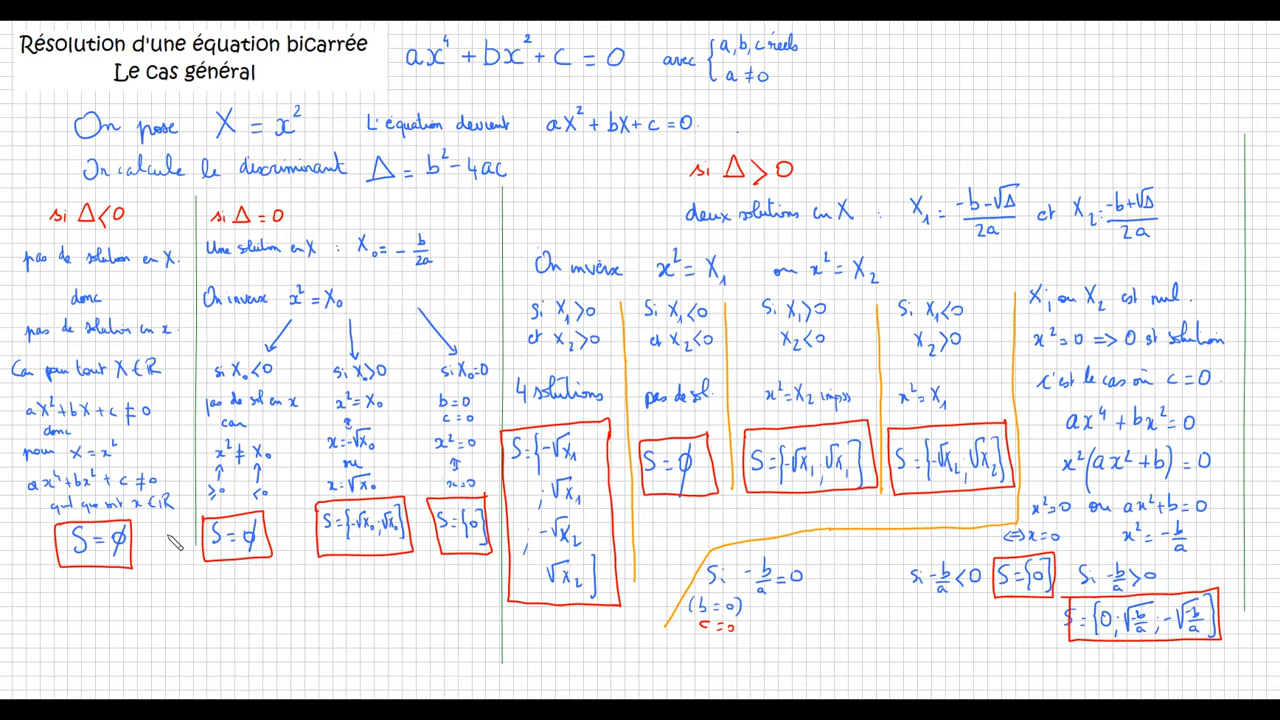 Résolution d'une équation bicarrée
Le cas général
ax⁴ + bx² + c = 0 avec { a, b, c réels
a ≠ 0
On pose X = x² L'équation devient aX² + bX + c = 0.
On calcule le discriminant Δ = b² - 4ac
si Δ < 0
pas de solution en X.
donc
pas de solution en x.
Car pour tout X ∈ ℝ
aX² + bX + c ≠ 0
donc
pour X = x²
ax⁴ + bx² + c ≠ 0
quel que soit x ∈ ℝ
S = ∅
si Δ = 0
Une solution en X : X₀ = - b/2a
On inverse x² = X₀
si X₀ < 0
pas de sol en x
car
x² ≠ X₀
≥0 <0
S = ∅
si X₀ > 0
x² = X₀
⇕
x = -√X₀
ou
x = √X₀
S = {-√X₀ ; √X₀}
si X₀ = 0
b = 0
c = 0
x² = 0
⇕
x = 0
S = {0}
si Δ > 0
deux solutions en X : X₁ = (-b - √Δ)/2a et X₂ = (-b + √Δ)/2a
On inverse x² = X₁ ou x² = X₂
Si X₁ > 0
et X₂ > 0
4 solutions
S = {-√X₁
; √X₁
; -√X₂
√X₂}
Si X₁ < 0
et X₂ < 0
pas de sol.
S = ∅
Si X₁ > 0
X₂ < 0
x² = X₂ imposs
S = {-√X₁ ; √X₁}
Si X₁ < 0
X₂ > 0
x² = X₁
S = {-√X₂ ; √X₂}
X₁ ou X₂ est nul.
x² = 0 => 0 est solution
c'est le cas où c = 0
ax⁴ + bx² = 0
x²(ax² + b) = 0
x² = 0 ou ax² + b = 0
<=> x = 0 x² = -b/a
Si -b/a = 0
(b = 0)
c = 0
si -b/a < 0 S = {0}
Si -b/a > 0
S = {0 ; √(-b/a) ; -√(-b/a)}